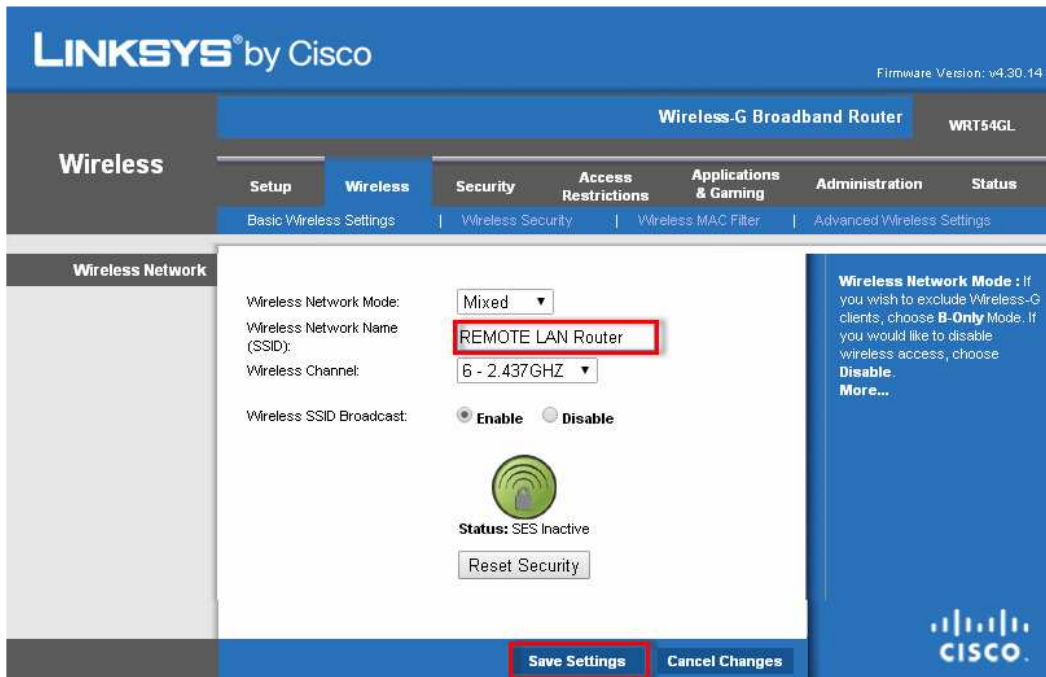 LINKSYS® by Cisco
Firmware Version: v4.30.14
Wireless-G Broadband Router
WRT54GL
Wireless
Setup
Wireless
Security
Access Restrictions
Applications & Gaming
Administration
Status
Basic Wireless Settings | Wireless Security | Wireless MAC Filter | Advanced Wireless Settings
Wireless Network
Wireless Network Mode: Mixed
Wireless Network Name (SSID): REMOTE LAN Router
Wireless Channel: 6 - 2.437GHZ
Wireless SSID Broadcast: Enable Disable
Status: SES Inactive
Reset Security
Wireless Network Mode : If
you wish to exclude Wireless-G
clients, choose B-Only Mode. If
you would like to disable
wireless access, choose
Disable.
More...
Save Settings
Cancel Changes
CISCO.